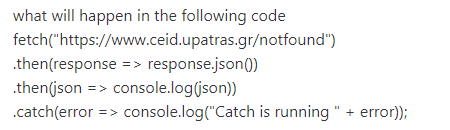 what will happen in the following code
fetch("https://www.ceid.upatras.gr/notfound")
.then(response => response.json())
.then(json => console.log(json))
.catch(error => console.log("Catch is running " + error));